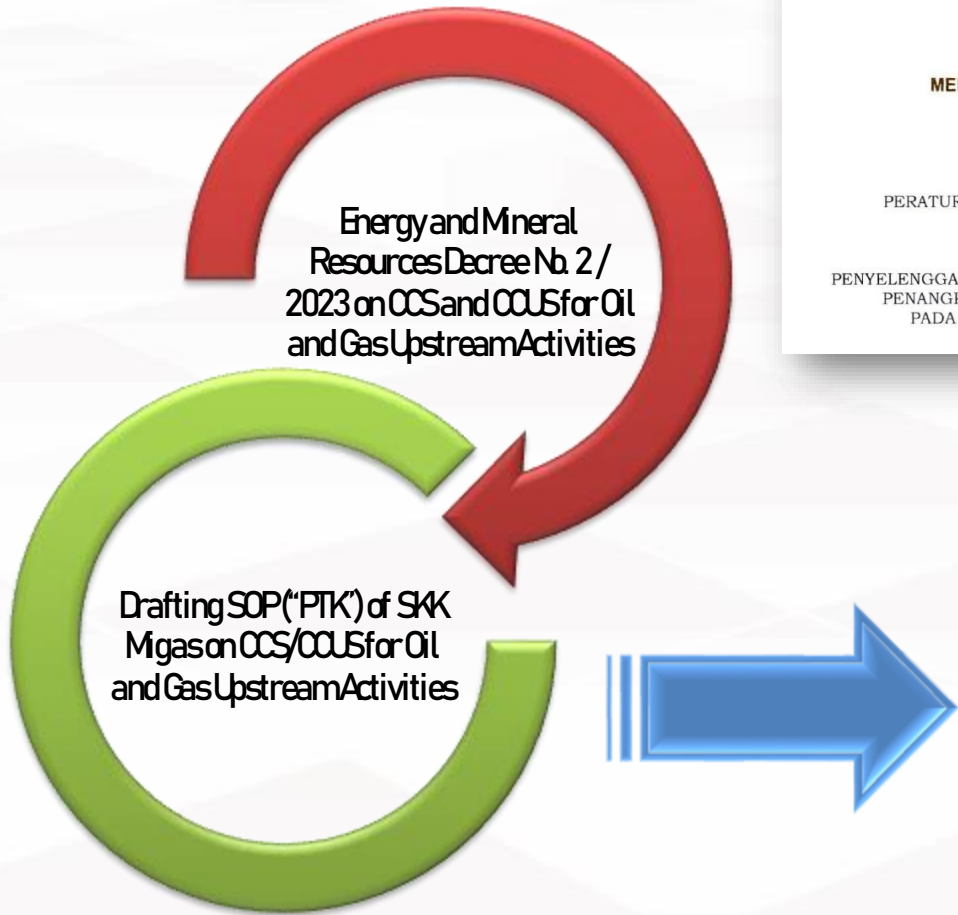 Energy and Mineral
Resources Decree No. 2 /
2023 on CCS and CCUS for Oil
and Gas Upstream Activities
PERATUR
PENYELENGGA
PENANG
PADA
Drafting SOP ("PTK") of SKK
Migas on CCS/CCUS for Oil
and Gas Upstream Activities